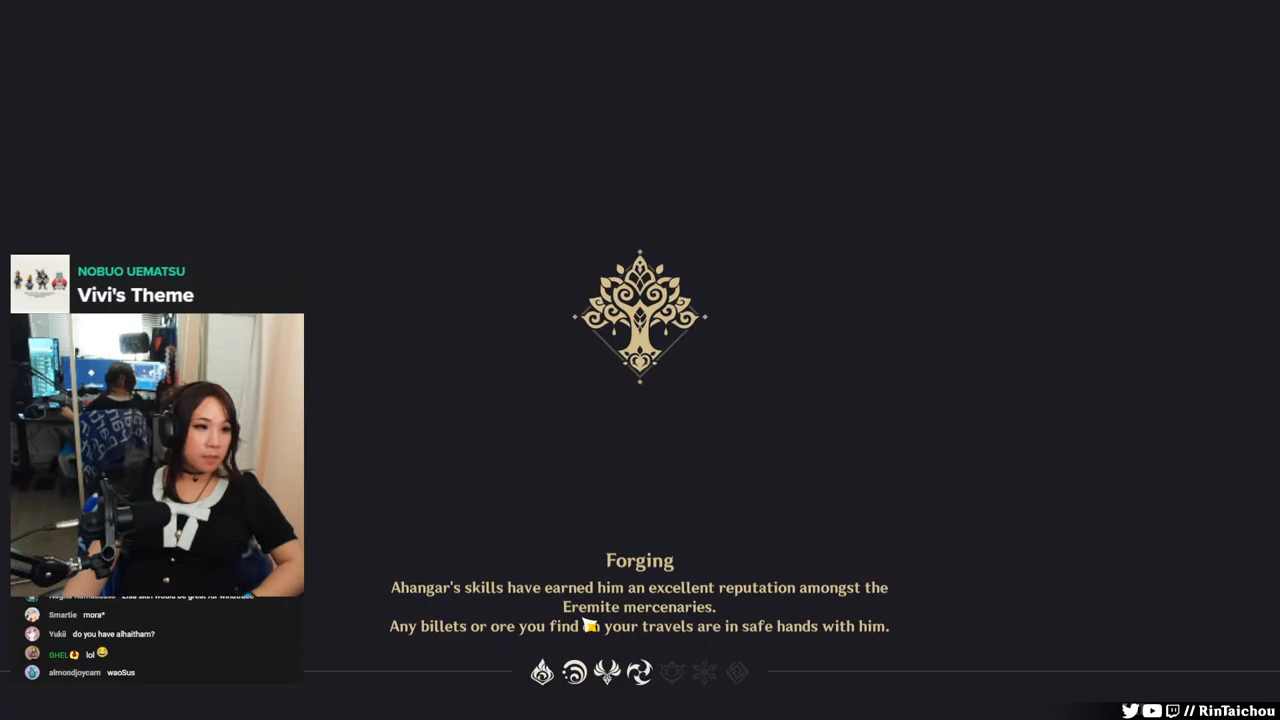 NOBUO UEMATSU
Vivi's Theme
Smartie mora*
Yukii do you have alhaitham?
GHEL lol
almondjoycam waoSus
Forging
Ahangar's skills have earned him an excellent reputation amongst the
Eremite mercenaries.
Any billets or ore you find on your travels are in safe hands with him.
// RinTaichou